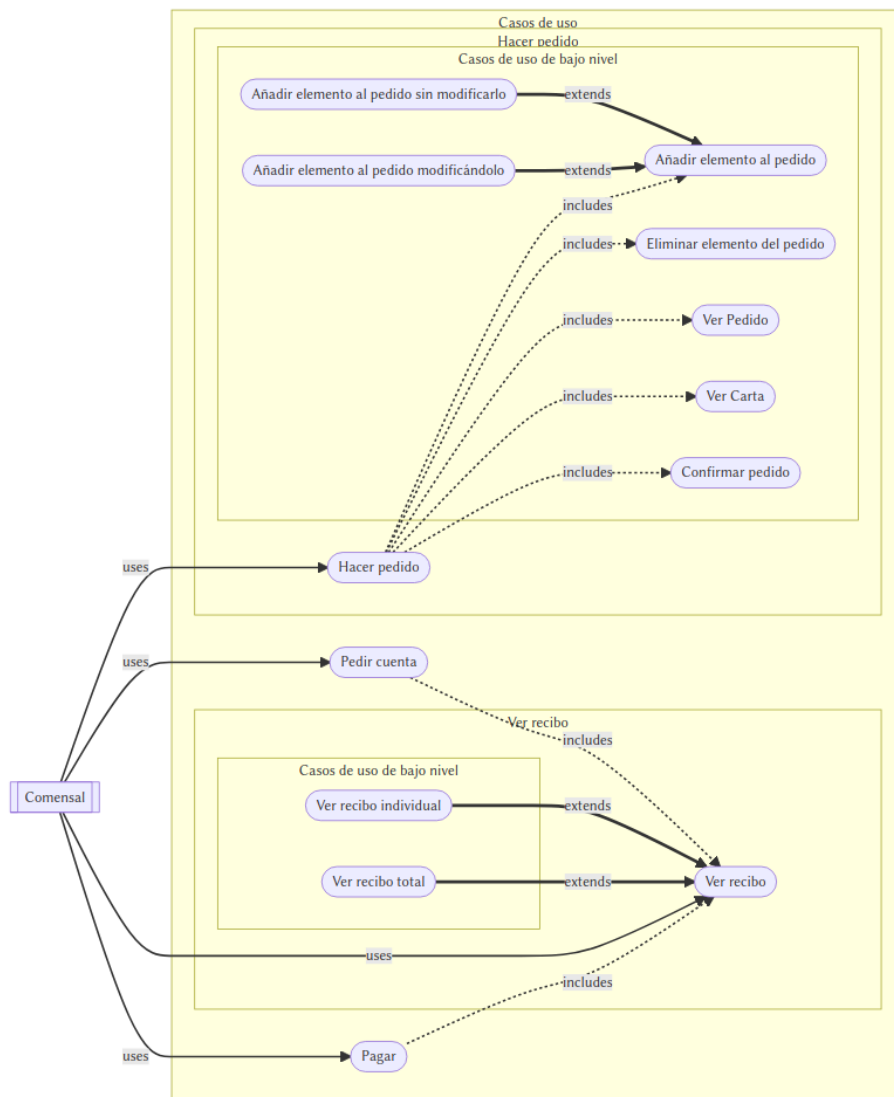 Casos de uso
Hacer pedido
Casos de uso de bajo nivel
Añadir elemento al pedido sin modificarlo
extends
Añadir elemento al pedido
Añadir elemento al pedido modificándolo
extends
includes
includes
Eliminar elemento del pedido
includes
Ver Pedido
includes
Ver Carta
includes
Confirmar pedido
uses
Hacer pedido
uses
Pedir cuenta
Ver recibo
includes
Casos de uso de bajo nivel
Comensal
Ver recibo individual
extends
Ver recibo total
extends
Ver recibo
uses
includes
uses
Pagar